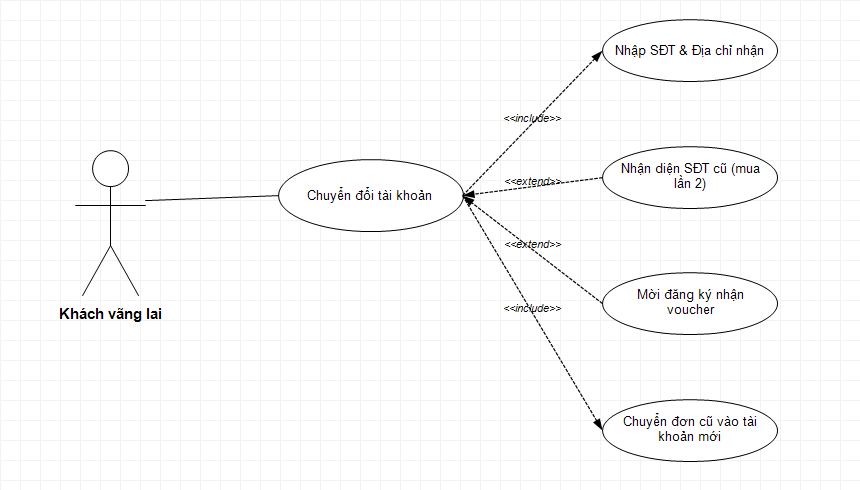 Nhập SĐT & Địa chỉ nhận
<<include>>
Nhận diện SĐT cũ (mua
lần 2)
<<extend>>
Chuyển đổi tài khoản
<<extend>>
Mời đăng ký nhận
voucher
<<include>>
Khách vãng lai
Chuyển đơn cũ vào tài
khoản mới